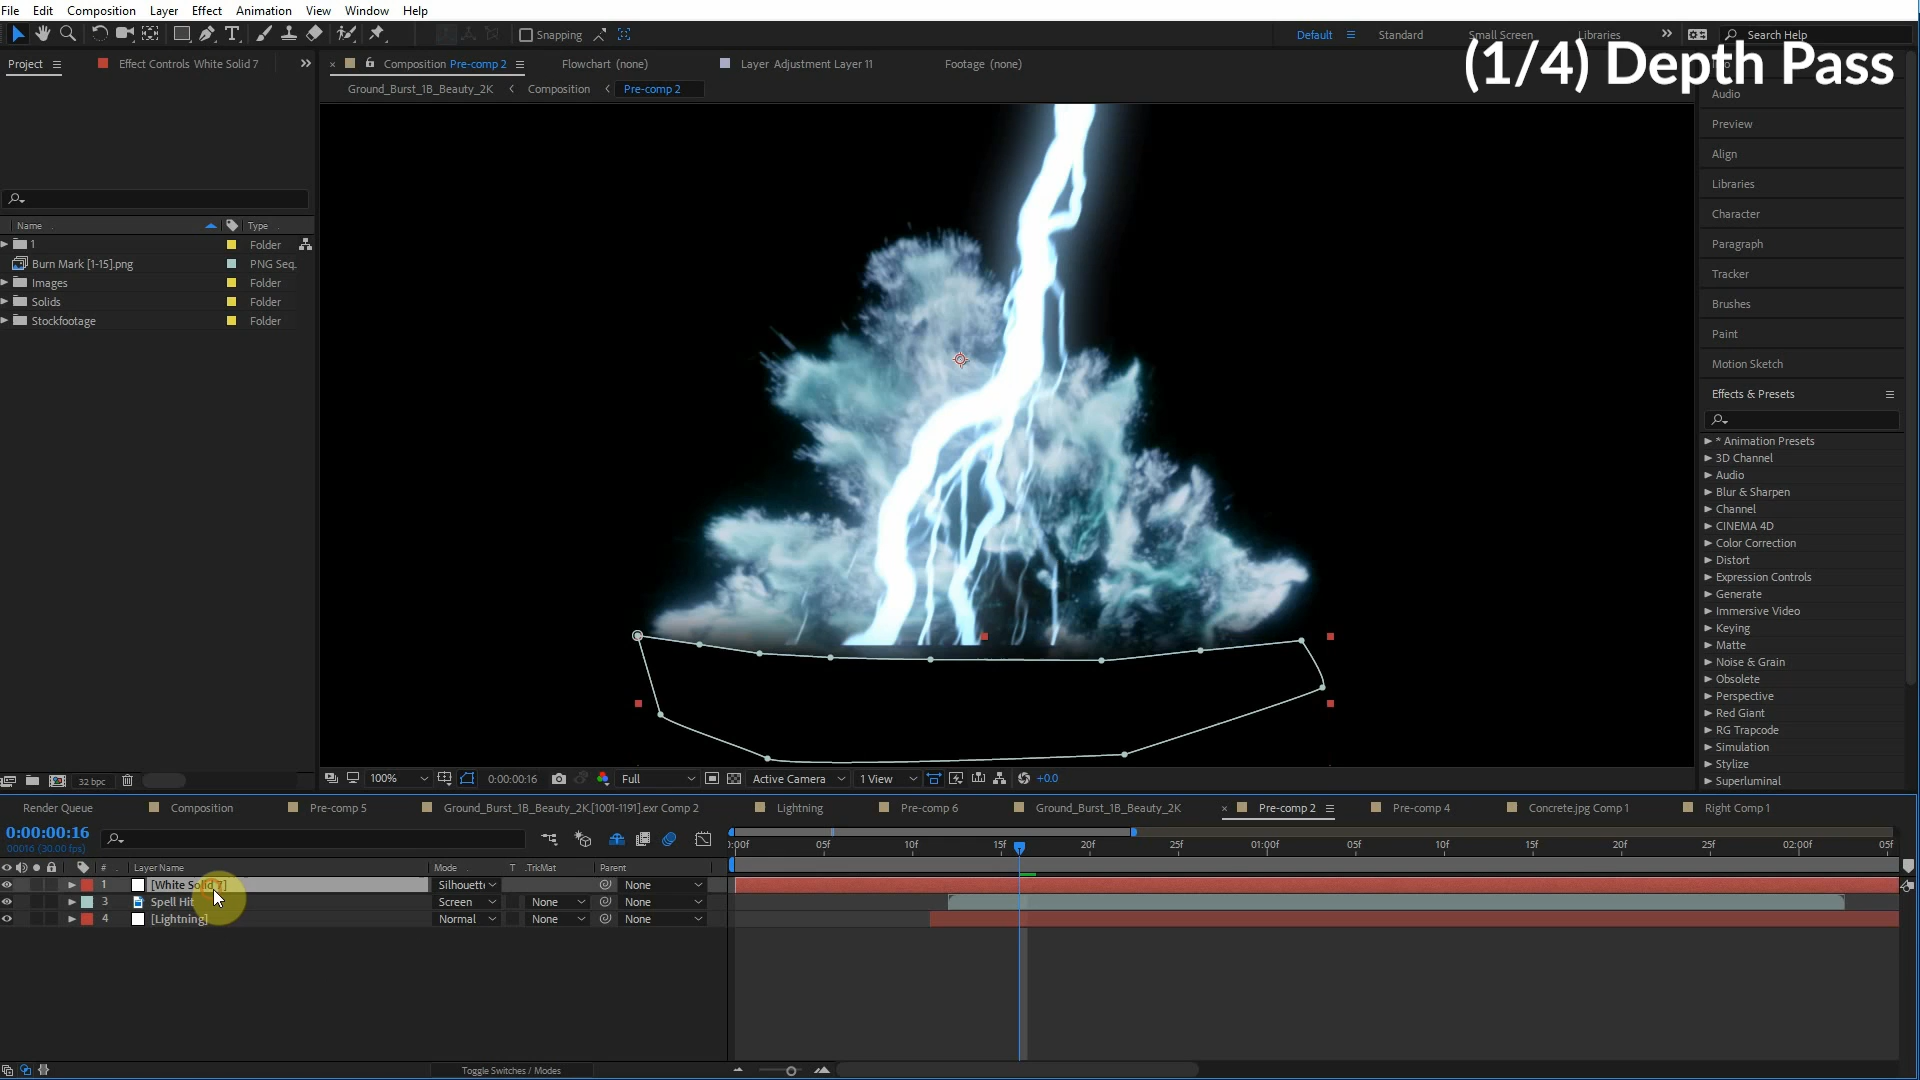 File Edit Composition Layer Effect Animation View Window Help
Snapping
Default Standard Small Screen Libraries Search Help
(1/4) Depth Pass
Project Effect Controls White Solid 7
Composition Pre-comp 2 Flowchart (none) Layer Adjustment Layer 11 Footage (none)
Ground_Burst_1B_Beauty_2K Composition Pre-comp 2
Name Type
1 Folder
Burn Mark [1-15].png PNG Seq.
Images Folder
Solids Folder
Stockfootage Folder
32 bpc
Audio
Preview
Align
Libraries
Character
Paragraph
Tracker
Brushes
Paint
Motion Sketch
Effects & Presets
* Animation Presets
3D Channel
Audio
Blur & Sharpen
Channel
CINEMA 4D
Color Correction
Distort
Expression Controls
Generate
Immersive Video
Keying
Matte
Noise & Grain
Obsolete
Perspective
Red Giant
RG Trapcode
Simulation
Stylize
Superluminal
100% 0:00:00:16 Full Active Camera 1 View +0.0
Render Queue Composition Pre-comp 5 Ground_Burst_1B_Beauty_2K.[1001-1191].exr Comp 2 Lightning Pre-comp 6 Ground_Burst_1B_Beauty_2K Pre-comp 2 Pre-comp 4 Concrete.jpg Comp 1 Right Comp 1
0:00:00:16
00016 (30.00 fps)
:00f 05f 10f 15f 20f 25f 01:00f 05f 10f 15f 20f 25f 02:00f 05f
# Layer Name Mode T .TrkMat Parent
1 [White Solid 7] Silhouett None
3 Spell Hit Screen None None
4 [Lightning] Normal None None
Toggle Switches / Modes